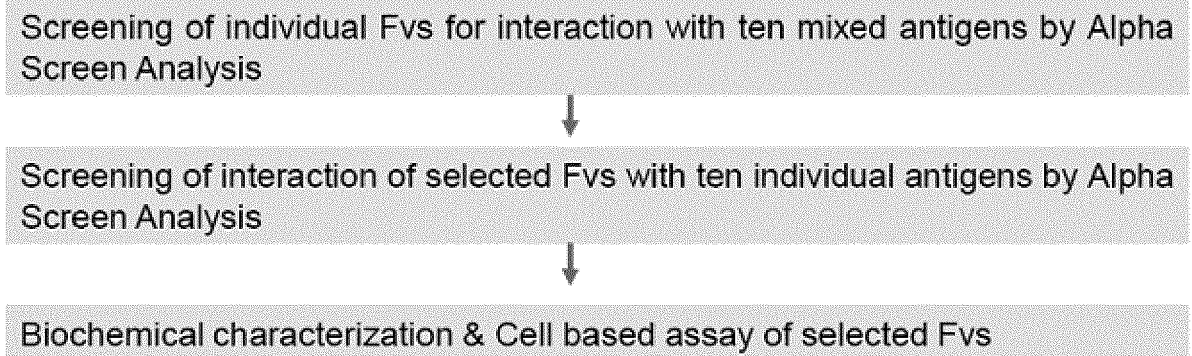 Screening of individual Fvs for interaction with ten mixed antigens by Alpha
Screen Analysis
Screening of interaction of selected Fvs with ten individual antigens by Alpha
Screen Analysis
Biochemical characterization & Cell based assay of selected Fvs